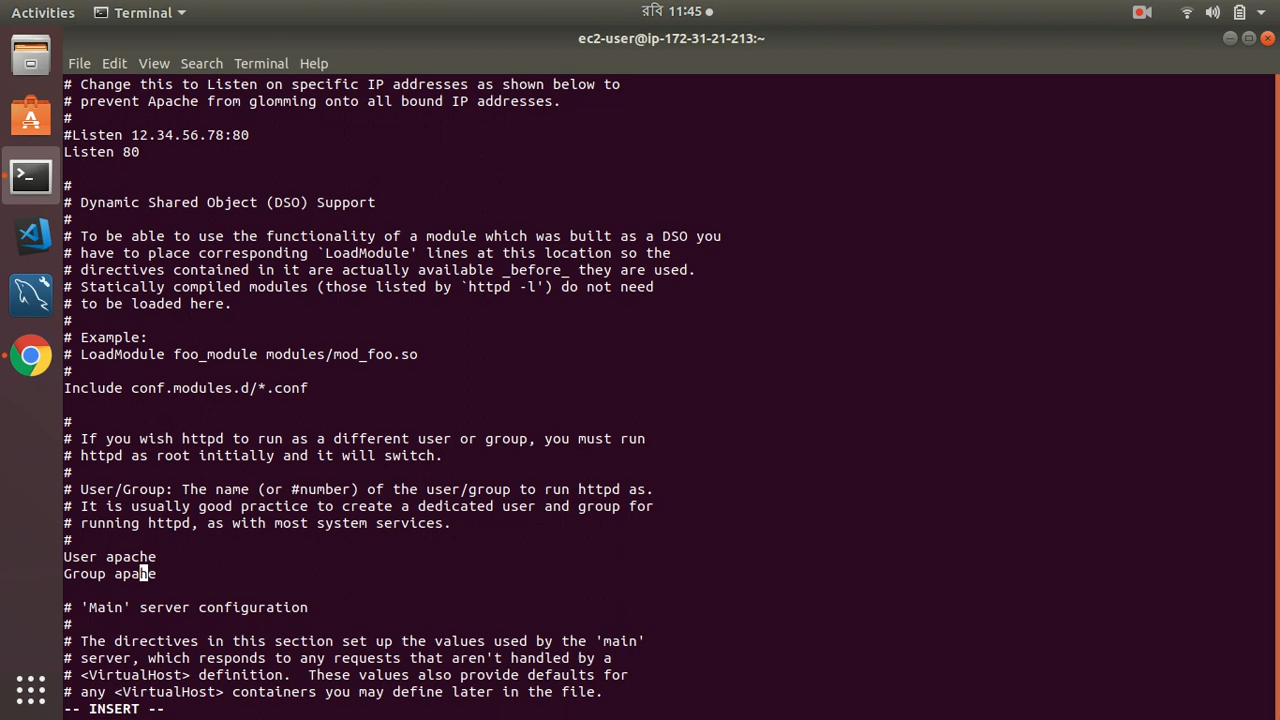 Activities Terminal রবি 11:45
ec2-user@ip-172-31-21-213:~
File Edit View Search Terminal Help
# Change this to Listen on specific IP addresses as shown below to
# prevent Apache from glomming onto all bound IP addresses.
#
#Listen 12.34.56.78:80
Listen 80
#
# Dynamic Shared Object (DSO) Support
#
# To be able to use the functionality of a module which was built as a DSO you
# have to place corresponding `LoadModule' lines at this location so the
# directives contained in it are actually available _before_ they are used.
# Statically compiled modules (those listed by `httpd -l') do not need
# to be loaded here.
#
# Example:
# LoadModule foo_module modules/mod_foo.so
#
Include conf.modules.d/*.conf
#
# If you wish httpd to run as a different user or group, you must run
# httpd as root initially and it will switch.
#
# User/Group: The name (or #number) of the user/group to run httpd as.
# It is usually good practice to create a dedicated user and group for
# running httpd, as with most system services.
#
User apache
Group apahe
# 'Main' server configuration
#
# The directives in this section set up the values used by the 'main'
# server, which responds to any requests that aren't handled by a
# <VirtualHost> definition.  These values also provide defaults for
# any <VirtualHost> containers you may define later in the file.
-- INSERT --